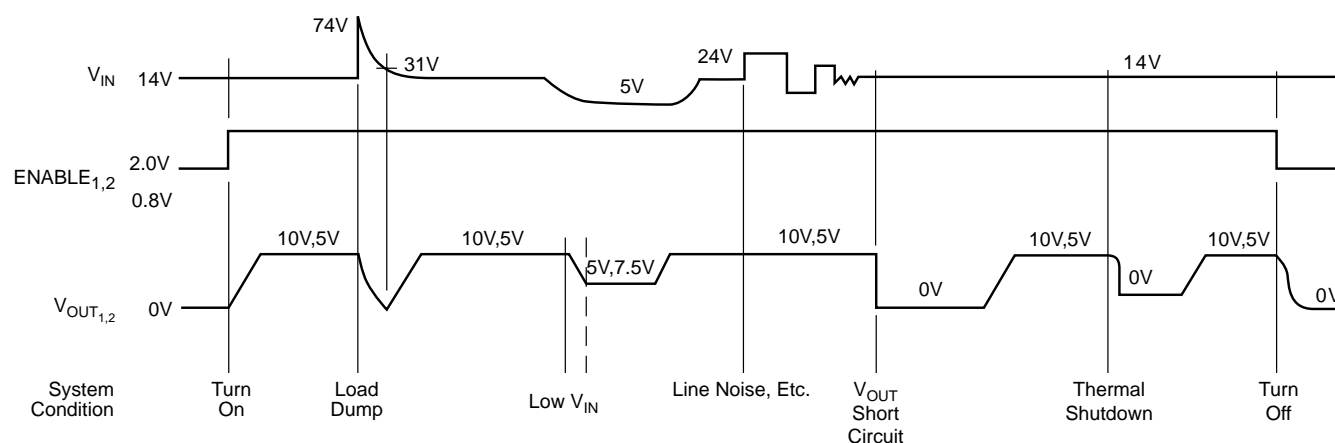 74V
31V
24V
V_IN 14V
5V
14V
2.0V
ENABLE_1,2
0.8V
10V,5V 10V,5V 10V,5V 10V,5V 10V,5V
5V,7.5V
0V 0V
V_OUT1,2 0V 0V
System Condition
Turn On
Load Dump
Low V_IN
Line Noise, Etc.
V_OUT Short Circuit
Thermal Shutdown
Turn Off